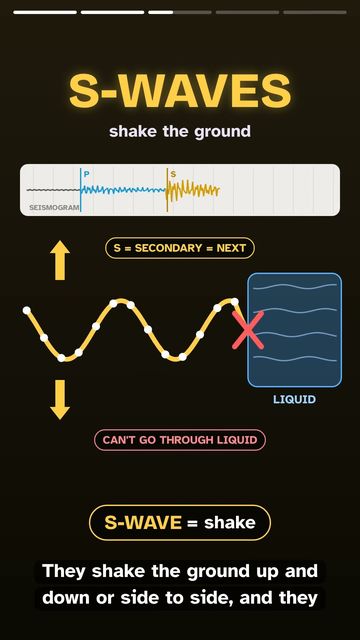 S-WAVES
shake the ground
P
S
SEISMOGRAM
S = SECONDARY = NEXT
LIQUID
CAN'T GO THROUGH LIQUID
S-WAVE = shake
They shake the ground up and
down or side to side, and they